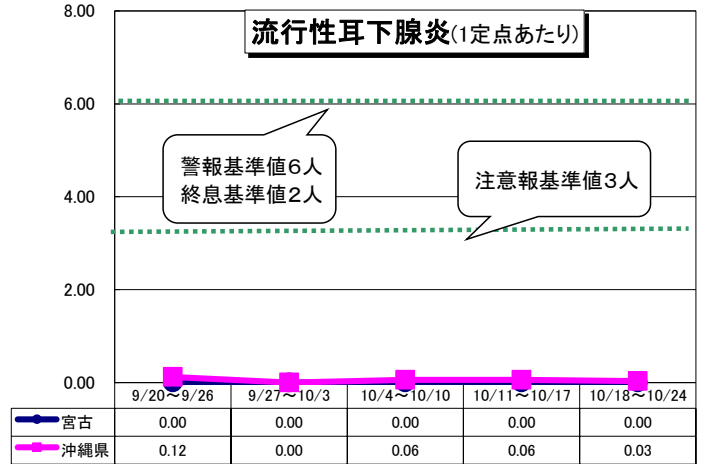 流行性耳下腺炎(1定点あたり)
8.00
6.00
4.00
2.00
0.00
警報基準値6人
終息基準値2人
注意報基準値3人
9/20～9/26 9/27～10/3 10/4～10/10 10/11～10/17 10/18～10/24
宮古 0.00 0.00 0.00 0.00 0.00
沖縄県 0.12 0.00 0.06 0.06 0.03